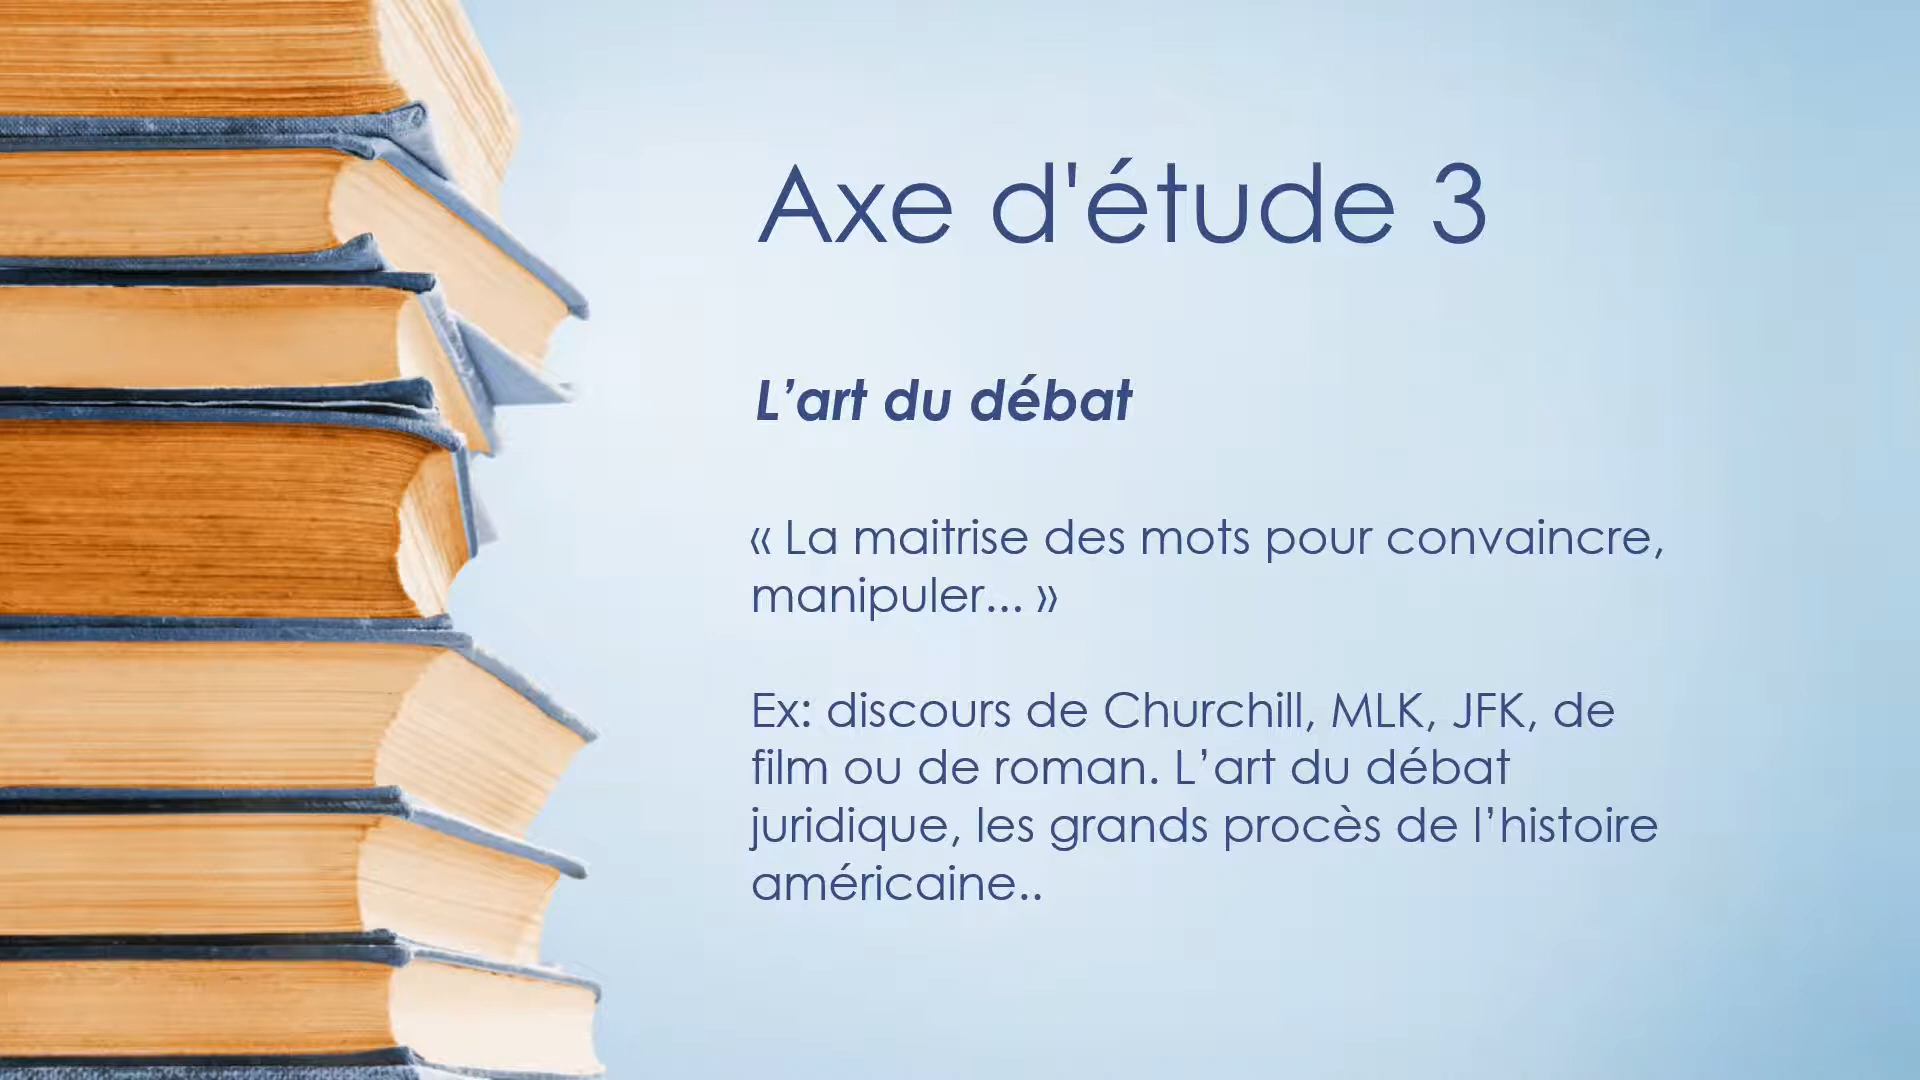 Axe d'étude 3
L’art du débat
« La maitrise des mots pour convaincre,
manipuler... »
Ex: discours de Churchill, MLK, JFK, de
film ou de roman. L’art du débat
juridique, les grands procès de l’histoire
américaine..